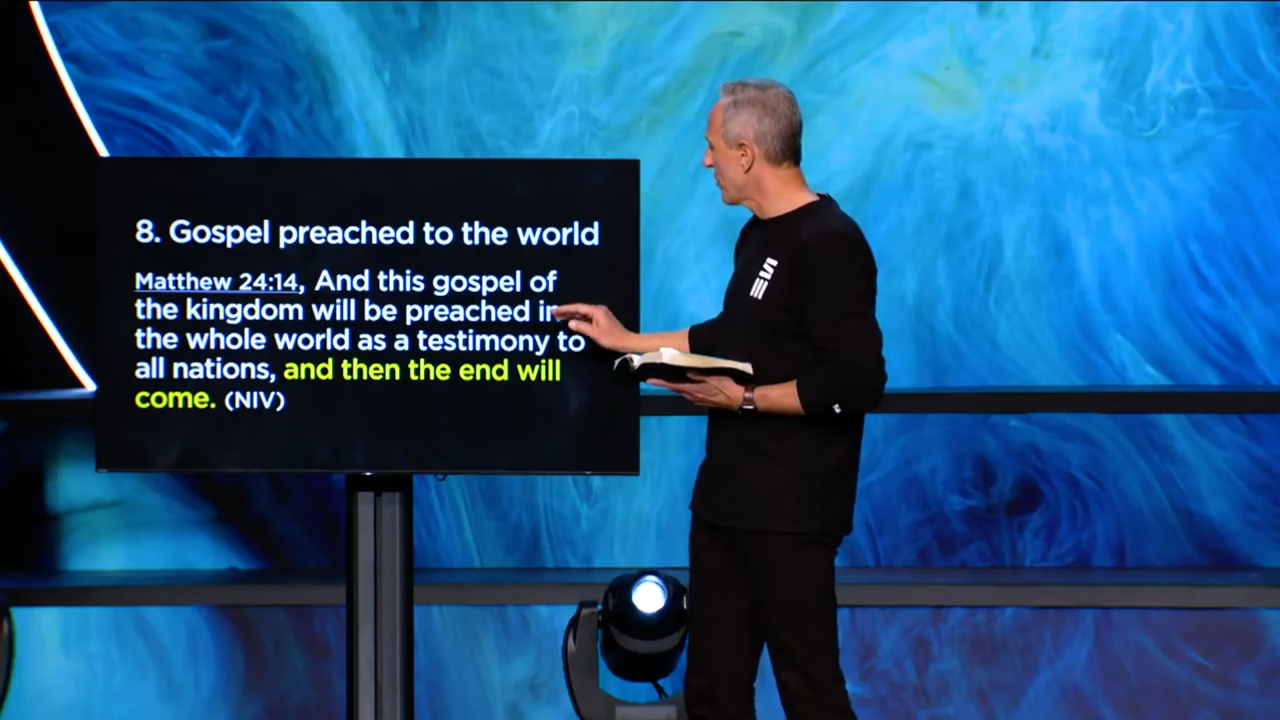 8. Gospel preached to the world
Matthew 24:14, And this gospel of
the kingdom will be preached in
the whole world as a testimony to
all nations, and then the end will
come. (NIV)